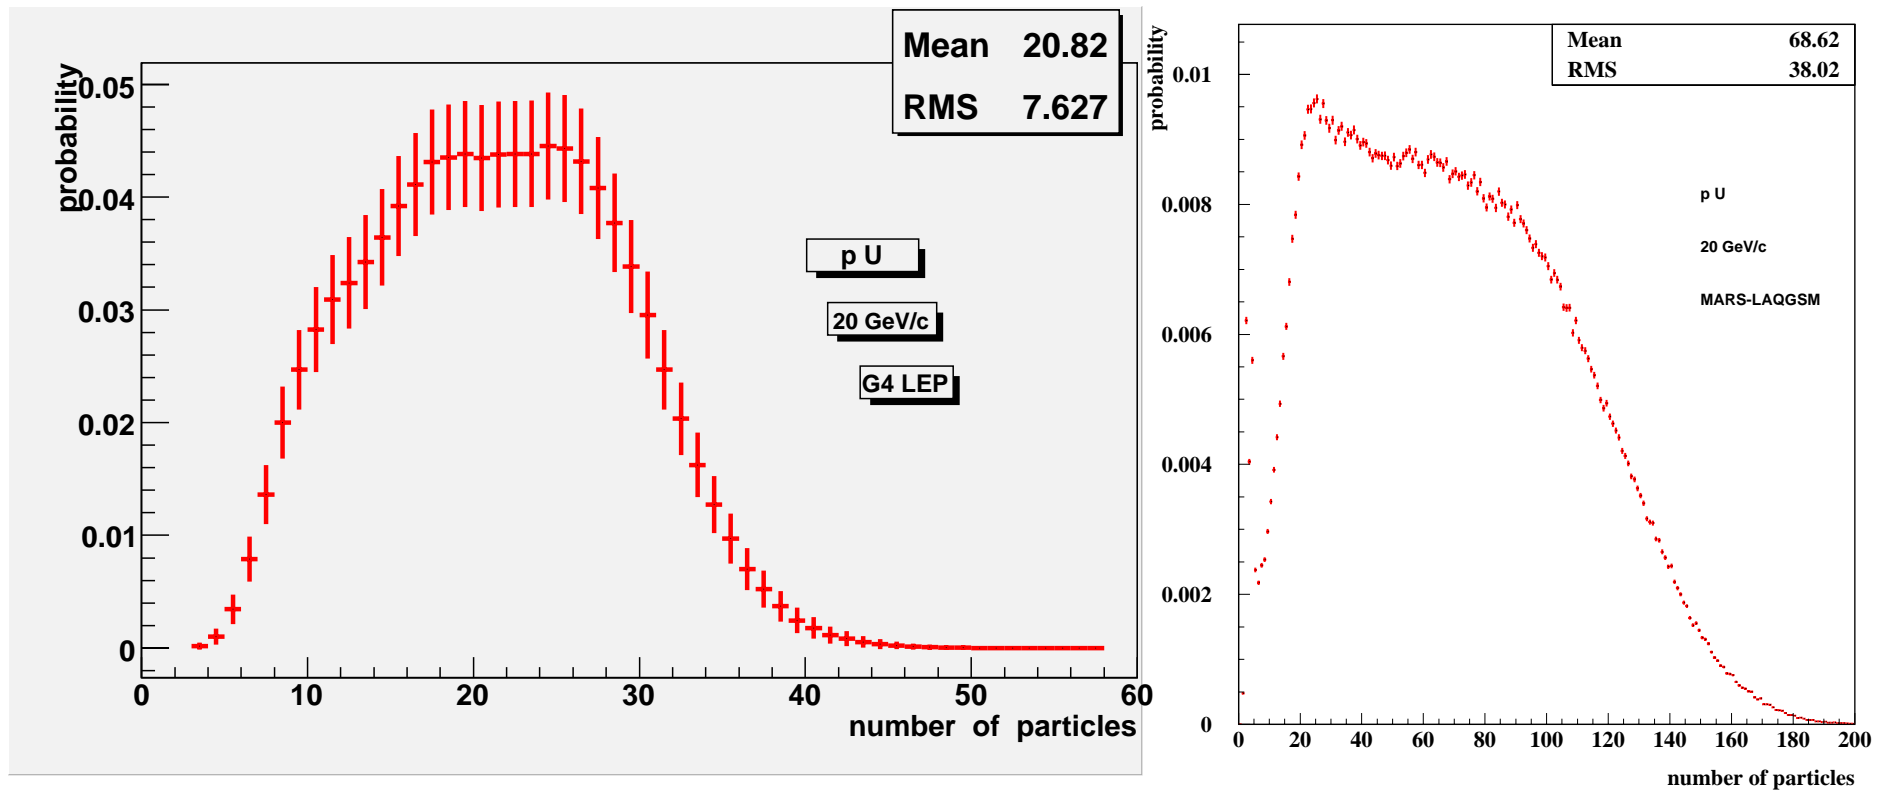 Mean 20.82
RMS 7.627
probability
0.05
0.04
0.03
0.02
0.01
0
p U
20 GeV/c
G4 LEP
0 10 20 30 40 50 60
number of particles
Mean 68.62
RMS 38.02
probability
0.01
0.008
0.006
0.004
0.002
0
p U
20 GeV/c
MARS-LAQGSM
0 20 40 60 80 100 120 140 160 180 200
number of particles